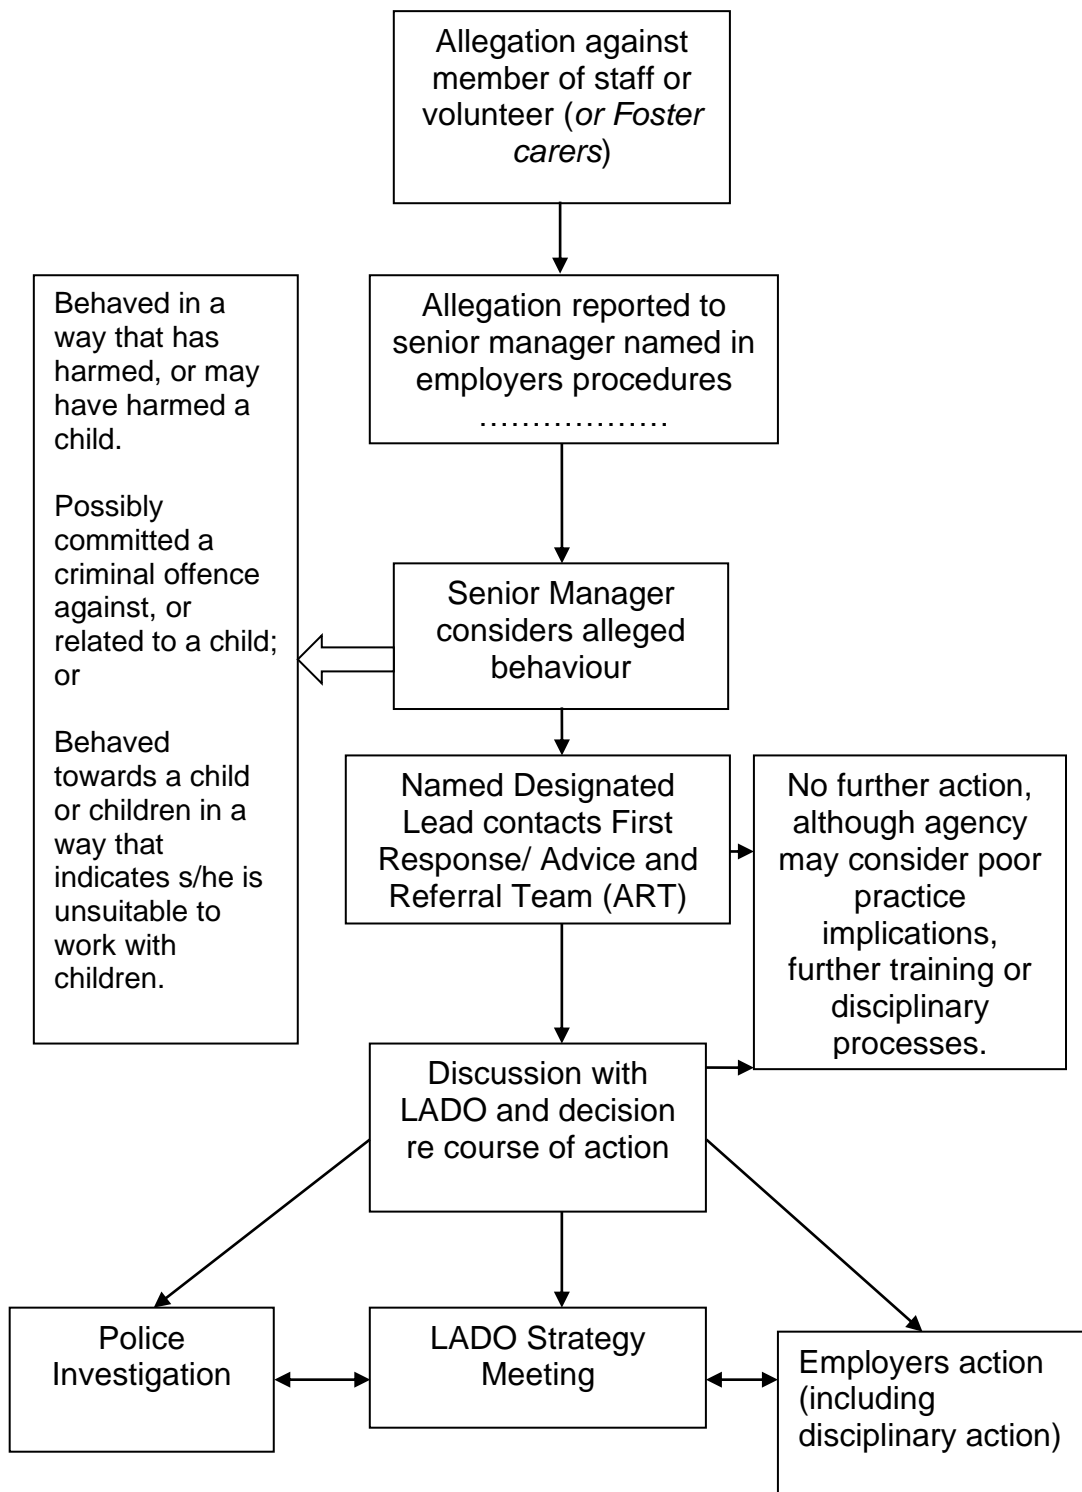 Allegation against
member of staff or
volunteer (or Foster
carers)
Allegation reported to
senior manager named in
employers procedures
………………
Behaved in a
way that has
harmed, or may
have harmed a
child.
Possibly
committed a
criminal offence
against, or
related to a child;
or
Behaved
towards a child
or children in a
way that
indicates s/he is
unsuitable to
work with
children.
Senior Manager
considers alleged
behaviour
Named Designated
Lead contacts First
Response/ Advice and
Referral Team (ART)
No further action,
although agency
may consider poor
practice
implications,
further training or
disciplinary
processes.
Discussion with
LADO and decision
re course of action
Police
Investigation
LADO Strategy
Meeting
Employers action
(including
disciplinary action)